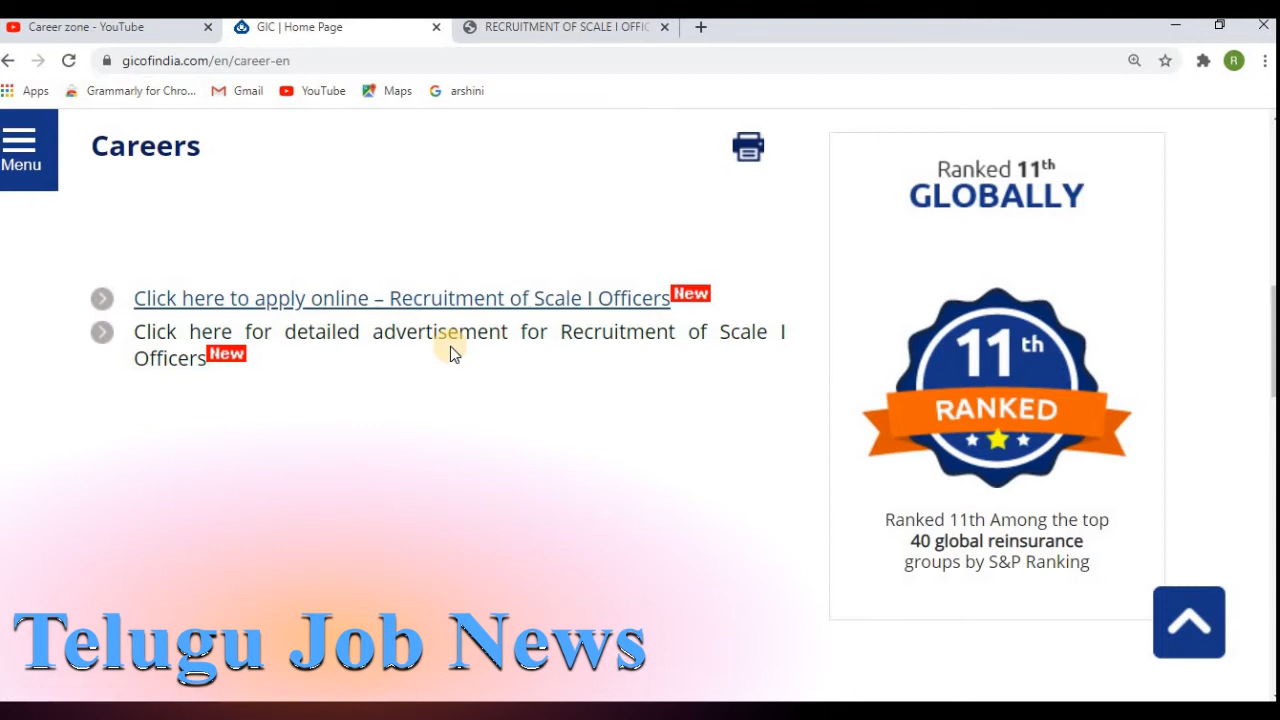 Career zone - YouTube
GIC | Home Page
RECRUITMENT OF SCALE I OFFIC
gicofindia.com/en/career-en
R
Apps
Grammarly for Chro...
Gmail
YouTube
Maps
G arshini
Menu
Careers
Click here to apply online – Recruitment of Scale I Officers New
Click here for detailed advertisement for Recruitment of Scale I
Officers New
Ranked 11th
GLOBALLY
11th
RANKED
Ranked 11th Among the top
40 global reinsurance
groups by S&P Ranking
Telugu Job News